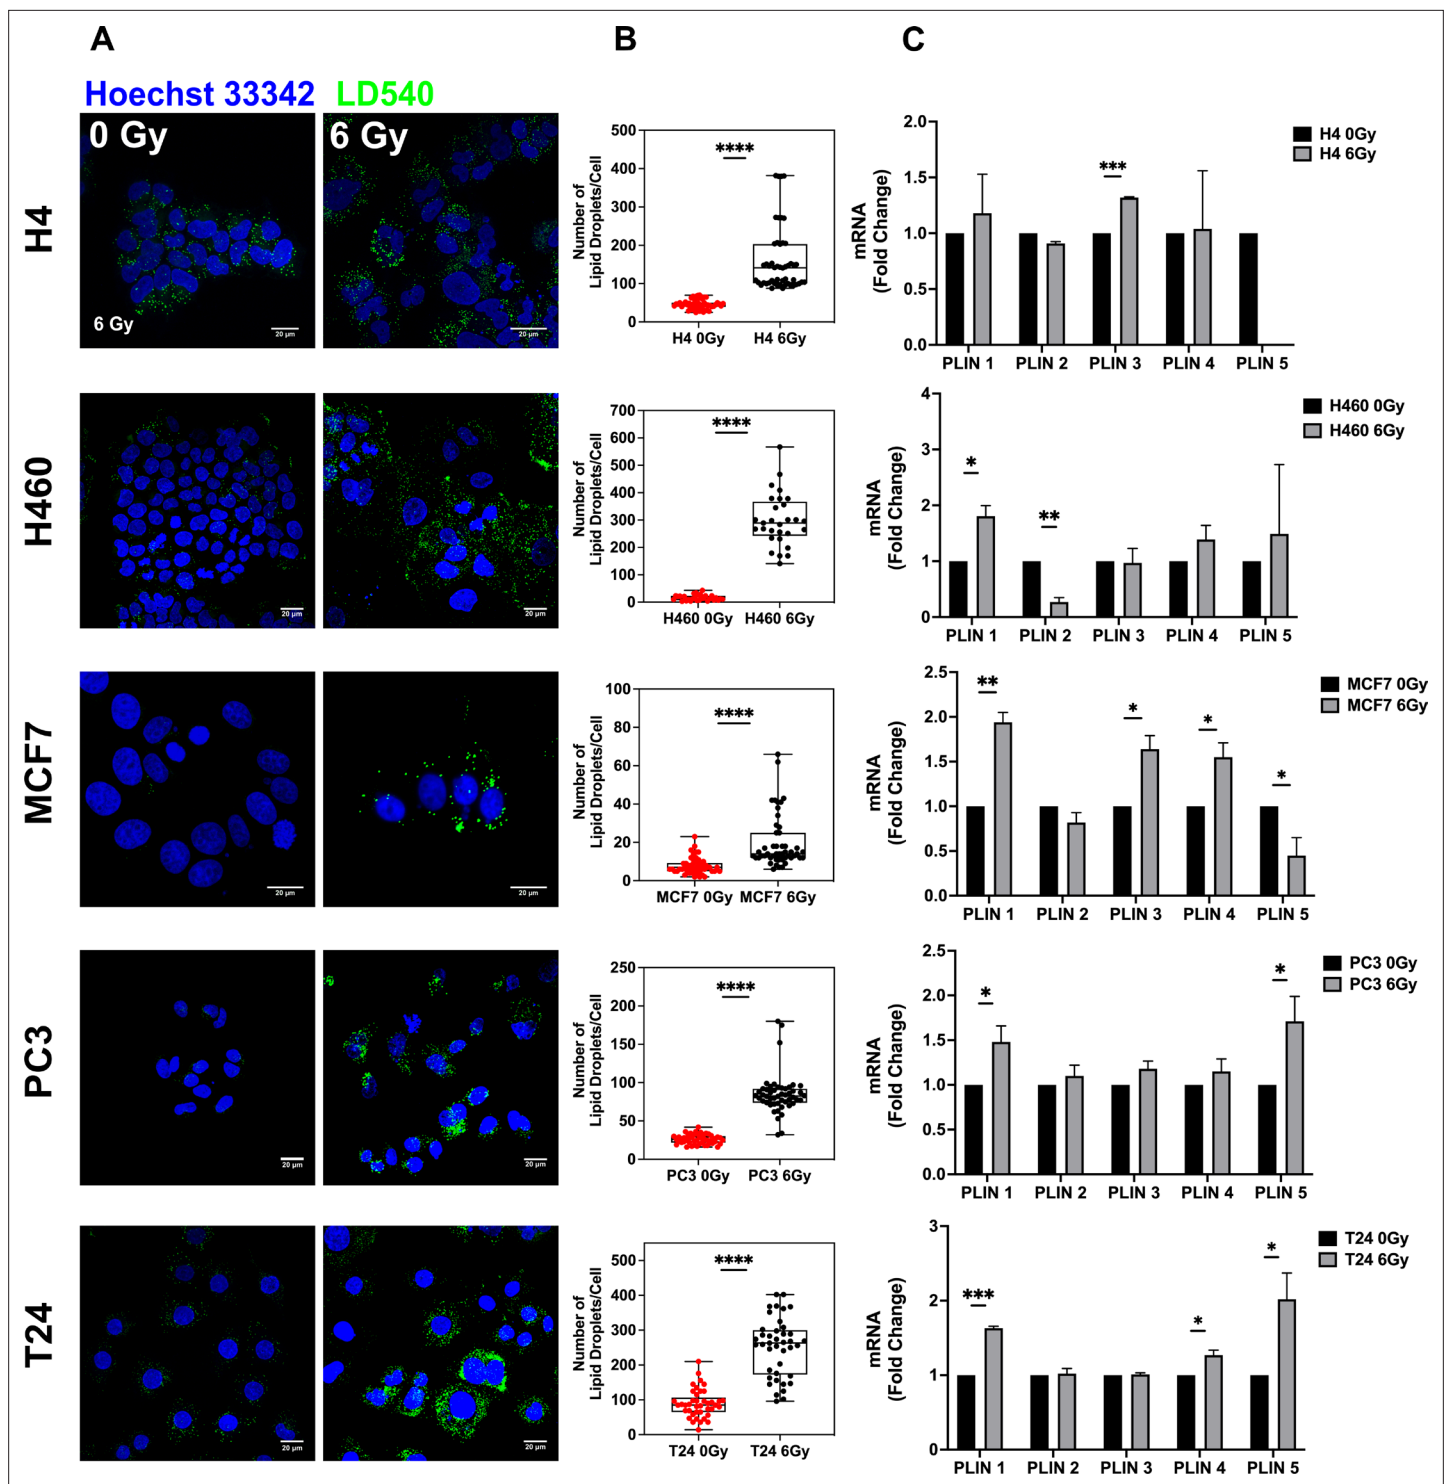 A
B
C
Hoechst 33342 LD540
H4
0 Gy
6 Gy
20 µm
6 Gy
20 µm
Number of
Lipid Droplets/Cell
500
400
300
200
100
0
****
H4 0Gy H4 6Gy
mRNA
(Fold Change)
2.0
1.5
1.0
0.5
0.0
***
PLIN 1 PLIN 2 PLIN 3 PLIN 4 PLIN 5
H4 0Gy
H4 6Gy
H460
20 µm
20 µm
Number of
Lipid Droplets/Cell
700
600
500
400
300
200
100
0
****
H460 0Gy H460 6Gy
mRNA
(Fold Change)
4
3
2
1
0
*
**
PLIN 1 PLIN 2 PLIN 3 PLIN 4 PLIN 5
H460 0Gy
H460 6Gy
MCF7
20 µm
20 µm
Number of
Lipid Droplets/Cell
100
80
60
40
20
0
****
MCF7 0Gy MCF7 6Gy
mRNA
(Fold Change)
2.5
2.0
1.5
1.0
0.5
0.0
**
*
*
*
PLIN 1 PLIN 2 PLIN 3 PLIN 4 PLIN 5
MCF7 0Gy
MCF7 6Gy
PC3
20 µm
20 µm
Number of
Lipid Droplets/Cell
250
200
150
100
50
0
****
PC3 0Gy PC3 6Gy
mRNA
(Fold Change)
2.5
2.0
1.5
1.0
0.5
0.0
*
*
PLIN 1 PLIN 2 PLIN 3 PLIN 4 PLIN 5
PC3 0Gy
PC3 6Gy
T24
20 µm
20 µm
Number of
Lipid Droplets/Cell
500
400
300
200
100
0
****
T24 0Gy T24 6Gy
mRNA
(Fold Change)
3
2
1
0
***
*
*
PLIN 1 PLIN 2 PLIN 3 PLIN 4 PLIN 5
T24 0Gy
T24 6Gy